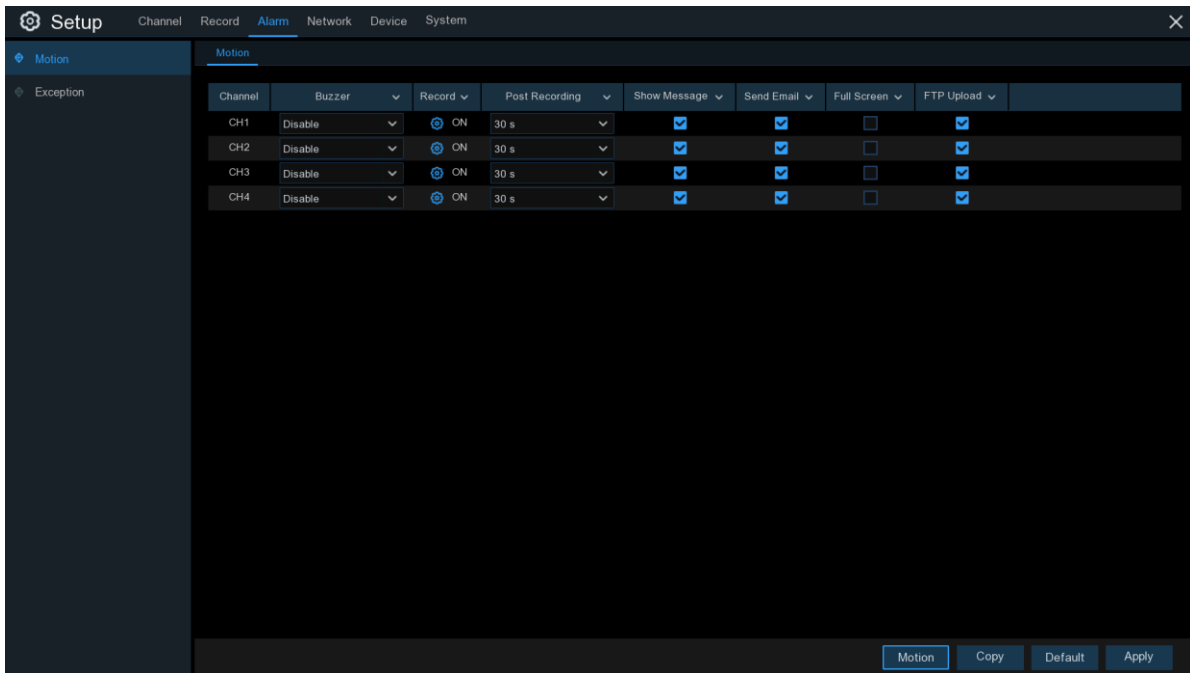 Setup Channel Record Alarm Network Device System
Motion
Exception
Motion
Channel Buzzer Record Post Recording Show Message Send Email Full Screen FTP Upload
CH1 Disable ON 30 s
CH2 Disable ON 30 s
CH3 Disable ON 30 s
CH4 Disable ON 30 s
Motion Copy Default Apply